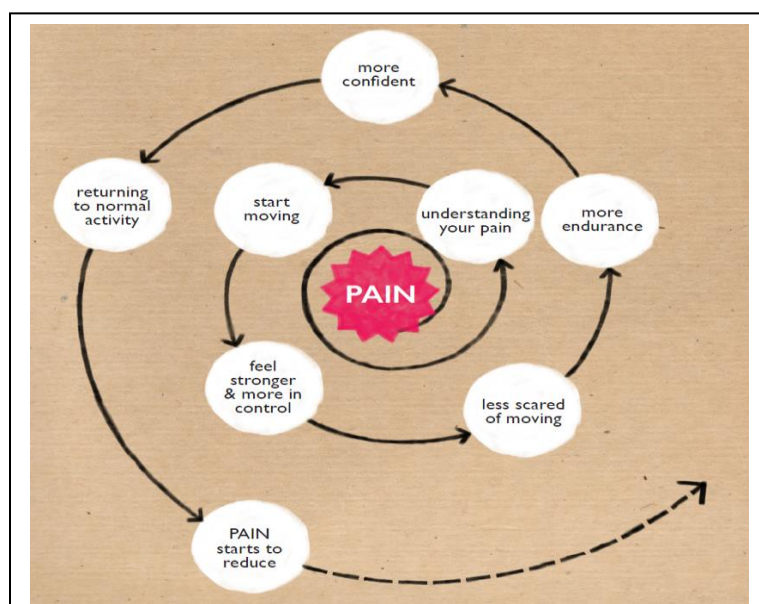 PAIN
understanding
your pain
start
moving
feel
stronger
& more in
control
less scared
of moving
more
endurance
more
confident
returning
to normal
activity
PAIN
starts to
reduce